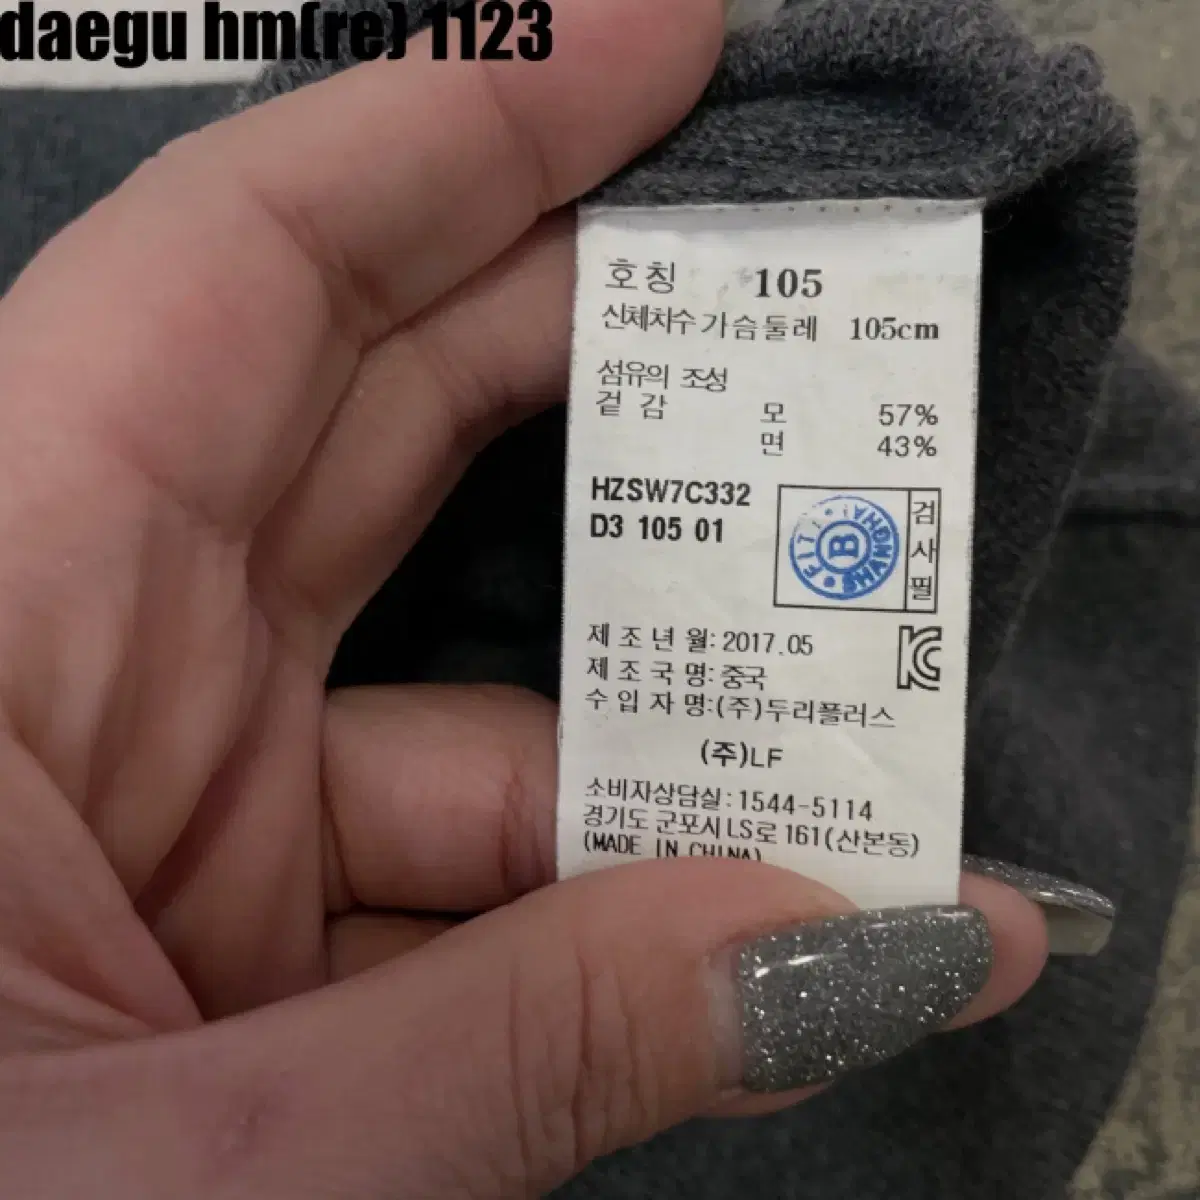 daegu hm(re) 1123
호칭 105
신체치수 가슴둘레 105cm
섬유의 조성
겉감 모 57%
면 43%
HZSW7C332
D3 105 01
FITI SHANGHAI
B
검사필
제조년월: 2017.05
제조국명: 중국
수입자명:(주)두리플러스
(주)LF
소비자상담실:1544-5114
경기도 군포시 LS로 161(산본동)
(MADE IN CHINA)